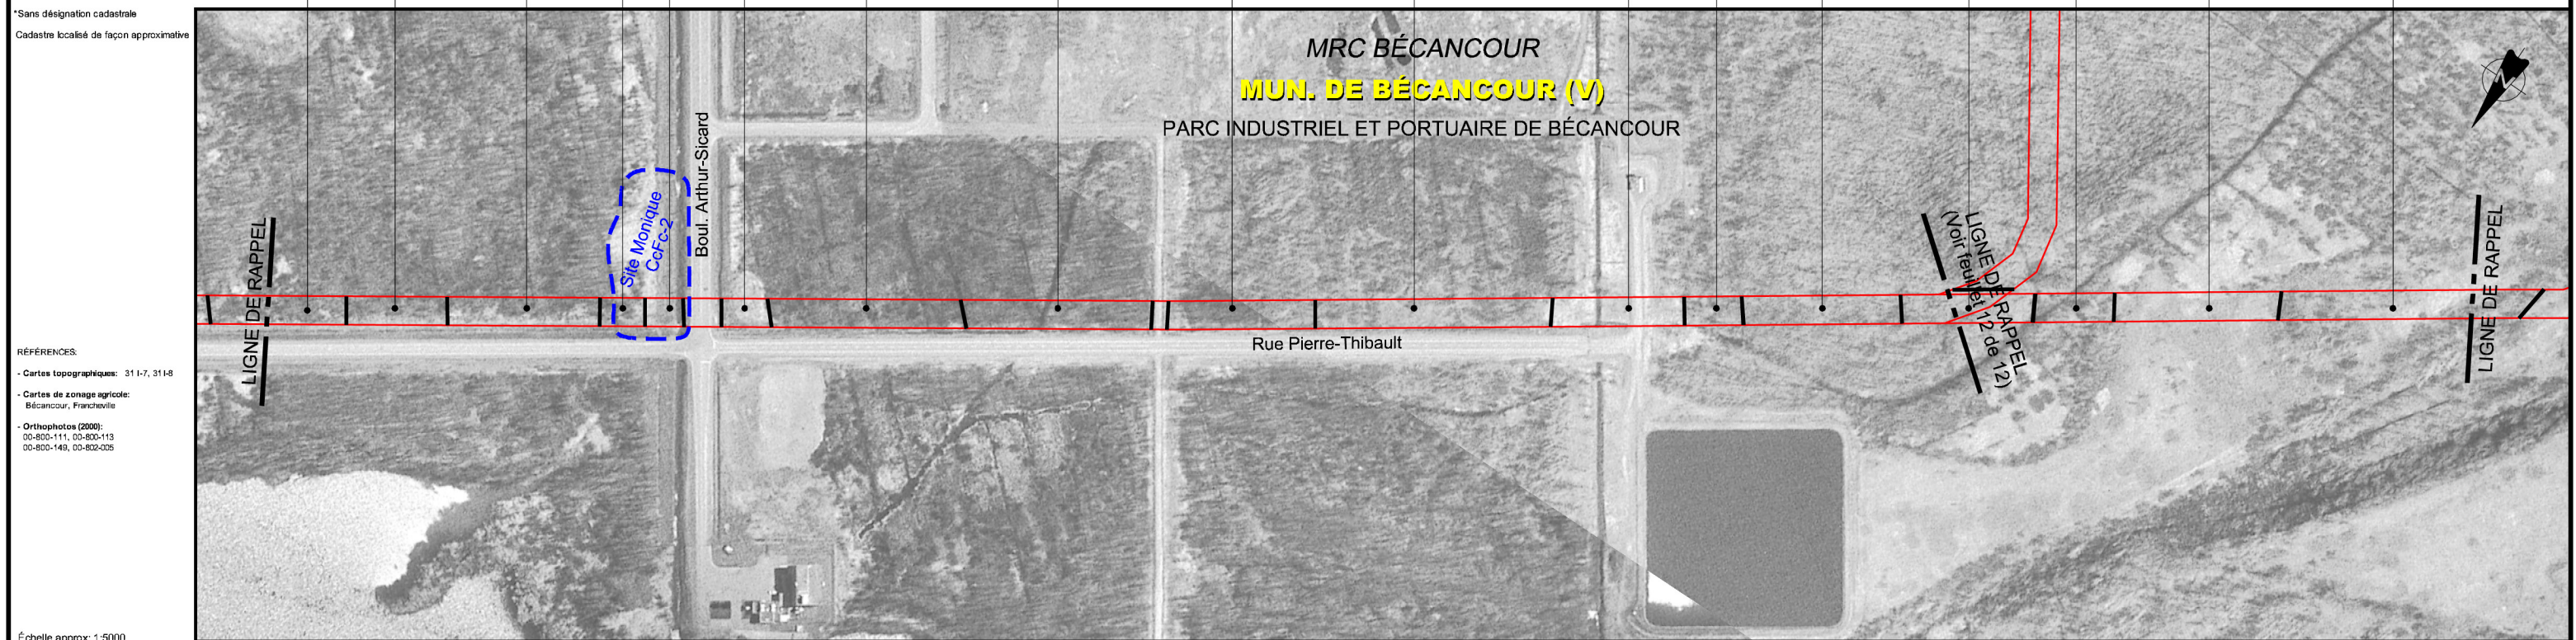 *Sans désignation cadastrale
Cadastre localisé de façon approximative
RÉFÉRENCES:
- Cartes topographiques: 31 I-7, 31 I-8
- Cartes de zonage agricole:
Bécancour, Francheville
- Orthophotos (2000):
00-800-111, 00-800-113
00-800-149, 00-802-005
Échelle approx: 1:5000
MRC BÉCANCOUR
MUN. DE BÉCANCOUR (V)
PARC INDUSTRIEL ET PORTUAIRE DE BÉCANCOUR
LIGNE DE RAPPEL
Site Monique
CcFc-2
Boul. Arthur-Sicard
Rue Pierre-Thibault
LIGNE DE RAPPEL
(Voir feuillet 12 de 12)
LIGNE DE RAPPEL
N